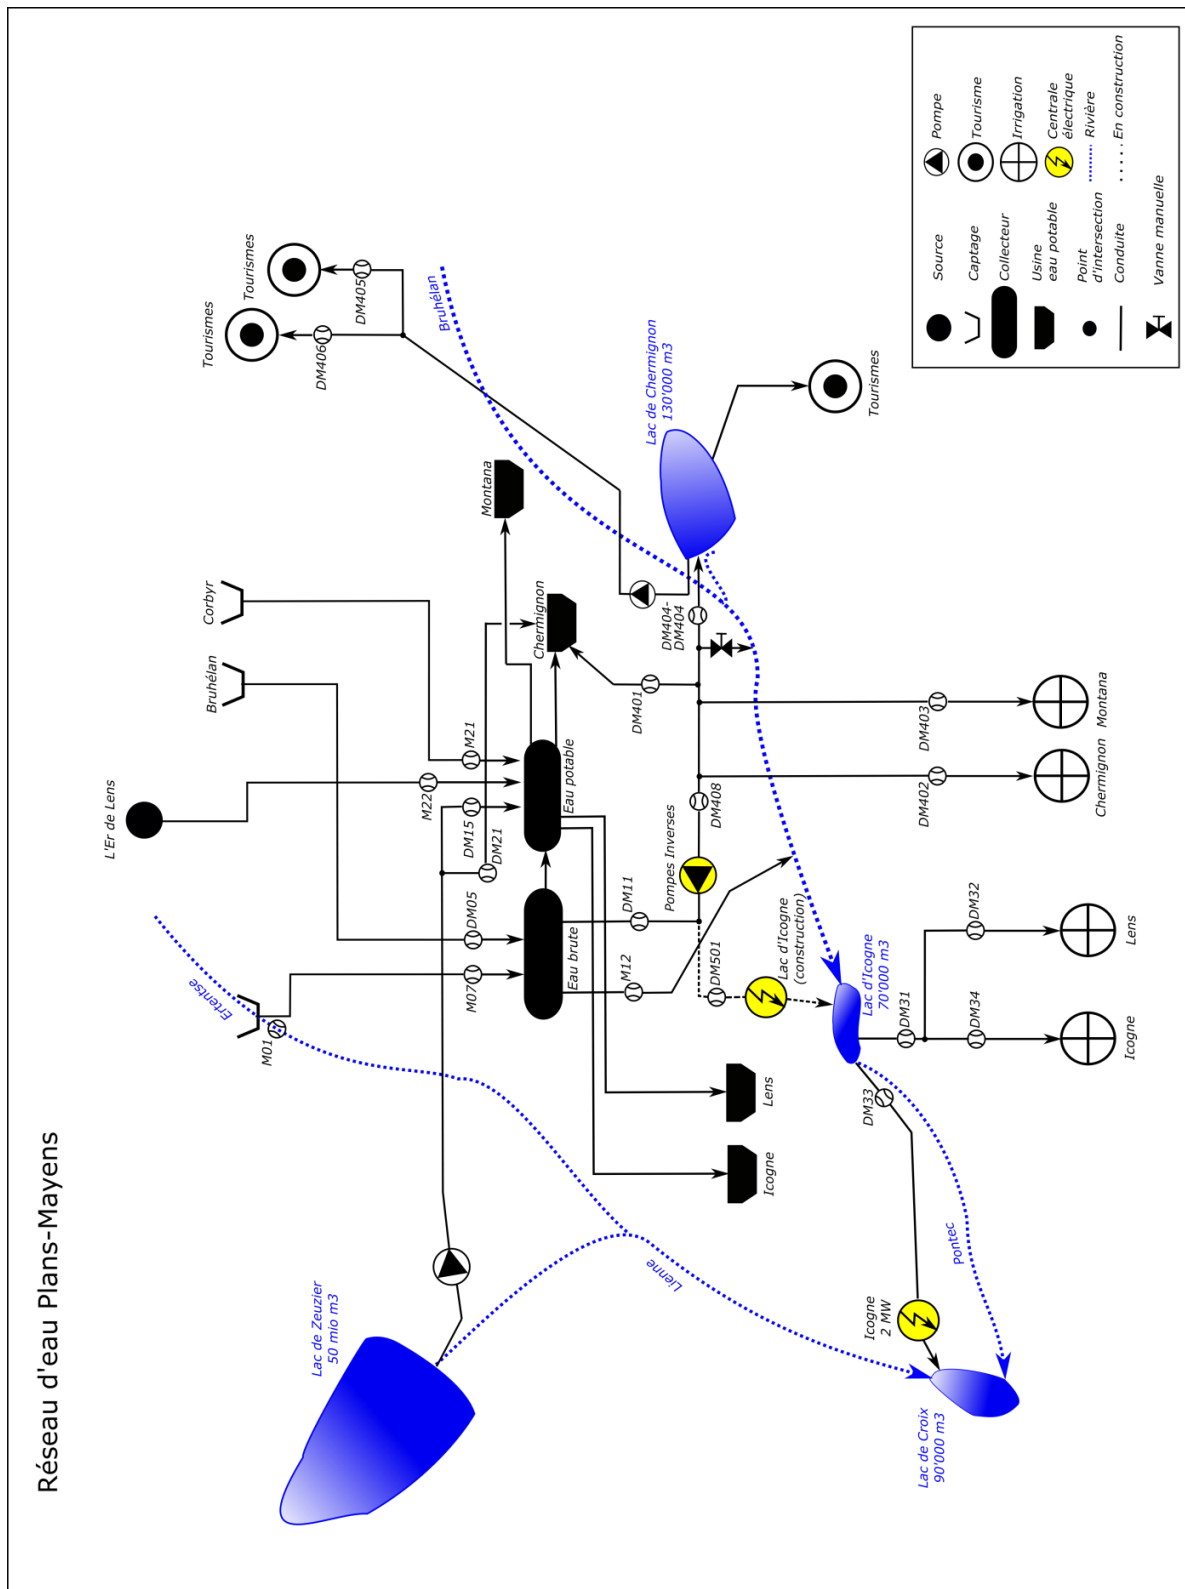 Réseau d'eau Plans-Mayens
Lac de Zeuzier
50 mio m3
Ertentse
M01
L'Er de Lens
Bruhélan
Corbyr
Tourismes
Tourismes
DM406
DM405
Bruhélan
M07
DM05
DM15
DM21
M22
M21
Eau brute
Eau potable
Chermignon
Montana
Lienne
Icogne
Lens
M12
DM11
DM501
Lac d'Icogne
(construction)
Pompes Inverses
DM408
DM401
DM404-
DM404
Lac de Chermignon
130'000 m3
Tourismes
Lac d'Icogne
70'000 m3
DM33
DM31
DM34
DM32
DM402
DM403
Icogne
Lens
Chermignon
Montana
Pontec
Icogne
2 MW
Lac de Croix
90'000 m3
Source
Captage
Collecteur
Usine
eau potable
Point
d'intersection
Conduite
Vanne manuelle
Pompe
Tourisme
Irrigation
Centrale
électrique
Rivière
En construction